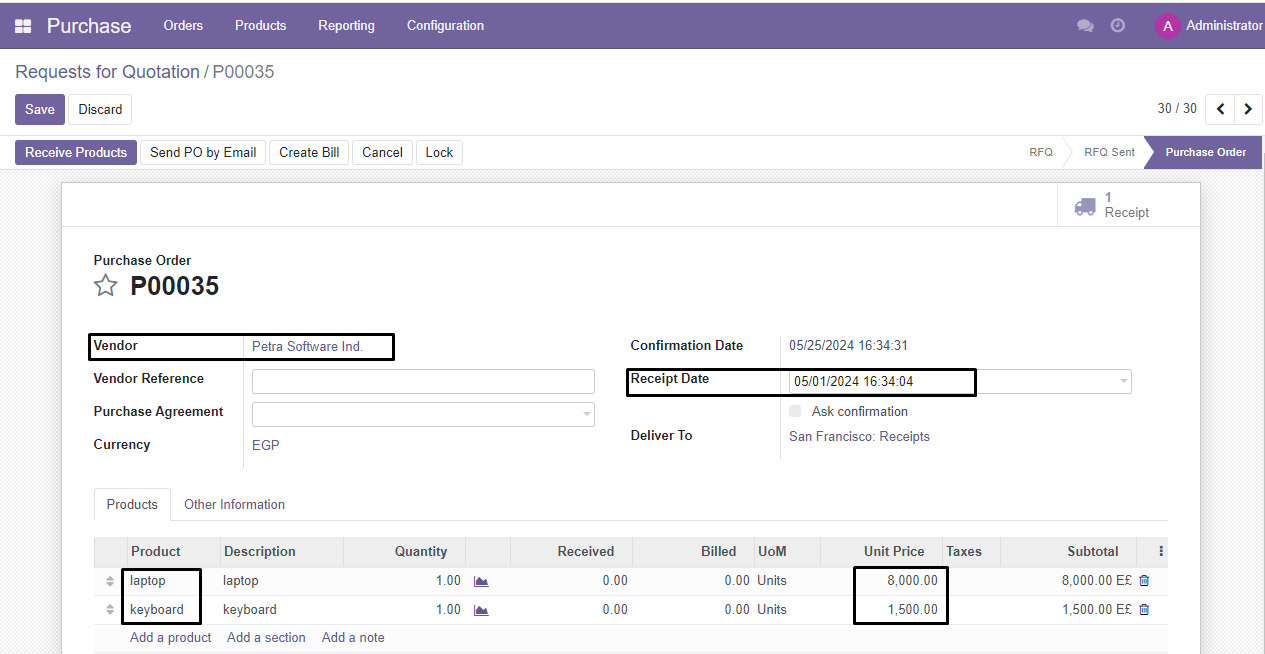 Purchase Orders Products Reporting Configuration A Administrator
Requests for Quotation / P00035
Save Discard 30 / 30
Receive Products Send PO by Email Create Bill Cancel Lock RFQ RFQ Sent Purchase Order
1
Receipt
Purchase Order
P00035
Vendor Petra Software Ind. Confirmation Date 05/25/2024 16:34:31
Vendor Reference Receipt Date 05/01/2024 16:34:04
Purchase Agreement Ask confirmation
Currency EGP Deliver To San Francisco: Receipts
Products Other Information
Product Description Quantity Received Billed UoM Unit Price Taxes Subtotal
laptop laptop 1.00 0.00 0.00 Units 8,000.00 8,000.00 E£
keyboard keyboard 1.00 0.00 0.00 Units 1,500.00 1,500.00 E£
Add a product Add a section Add a note